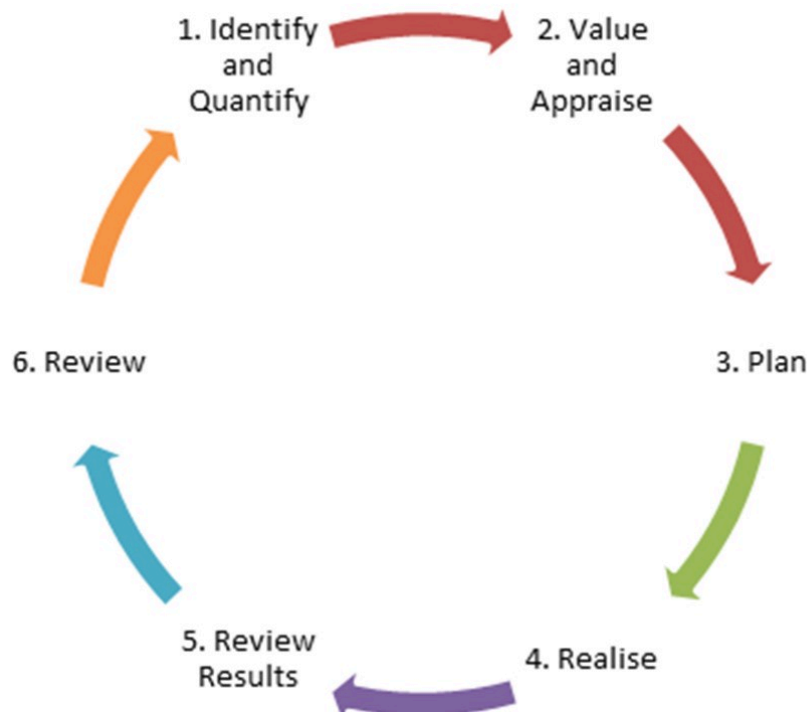 1. Identify
and
Quantify
2. Value
and
Appraise
3. Plan
4. Realise
5. Review
Results
6. Review